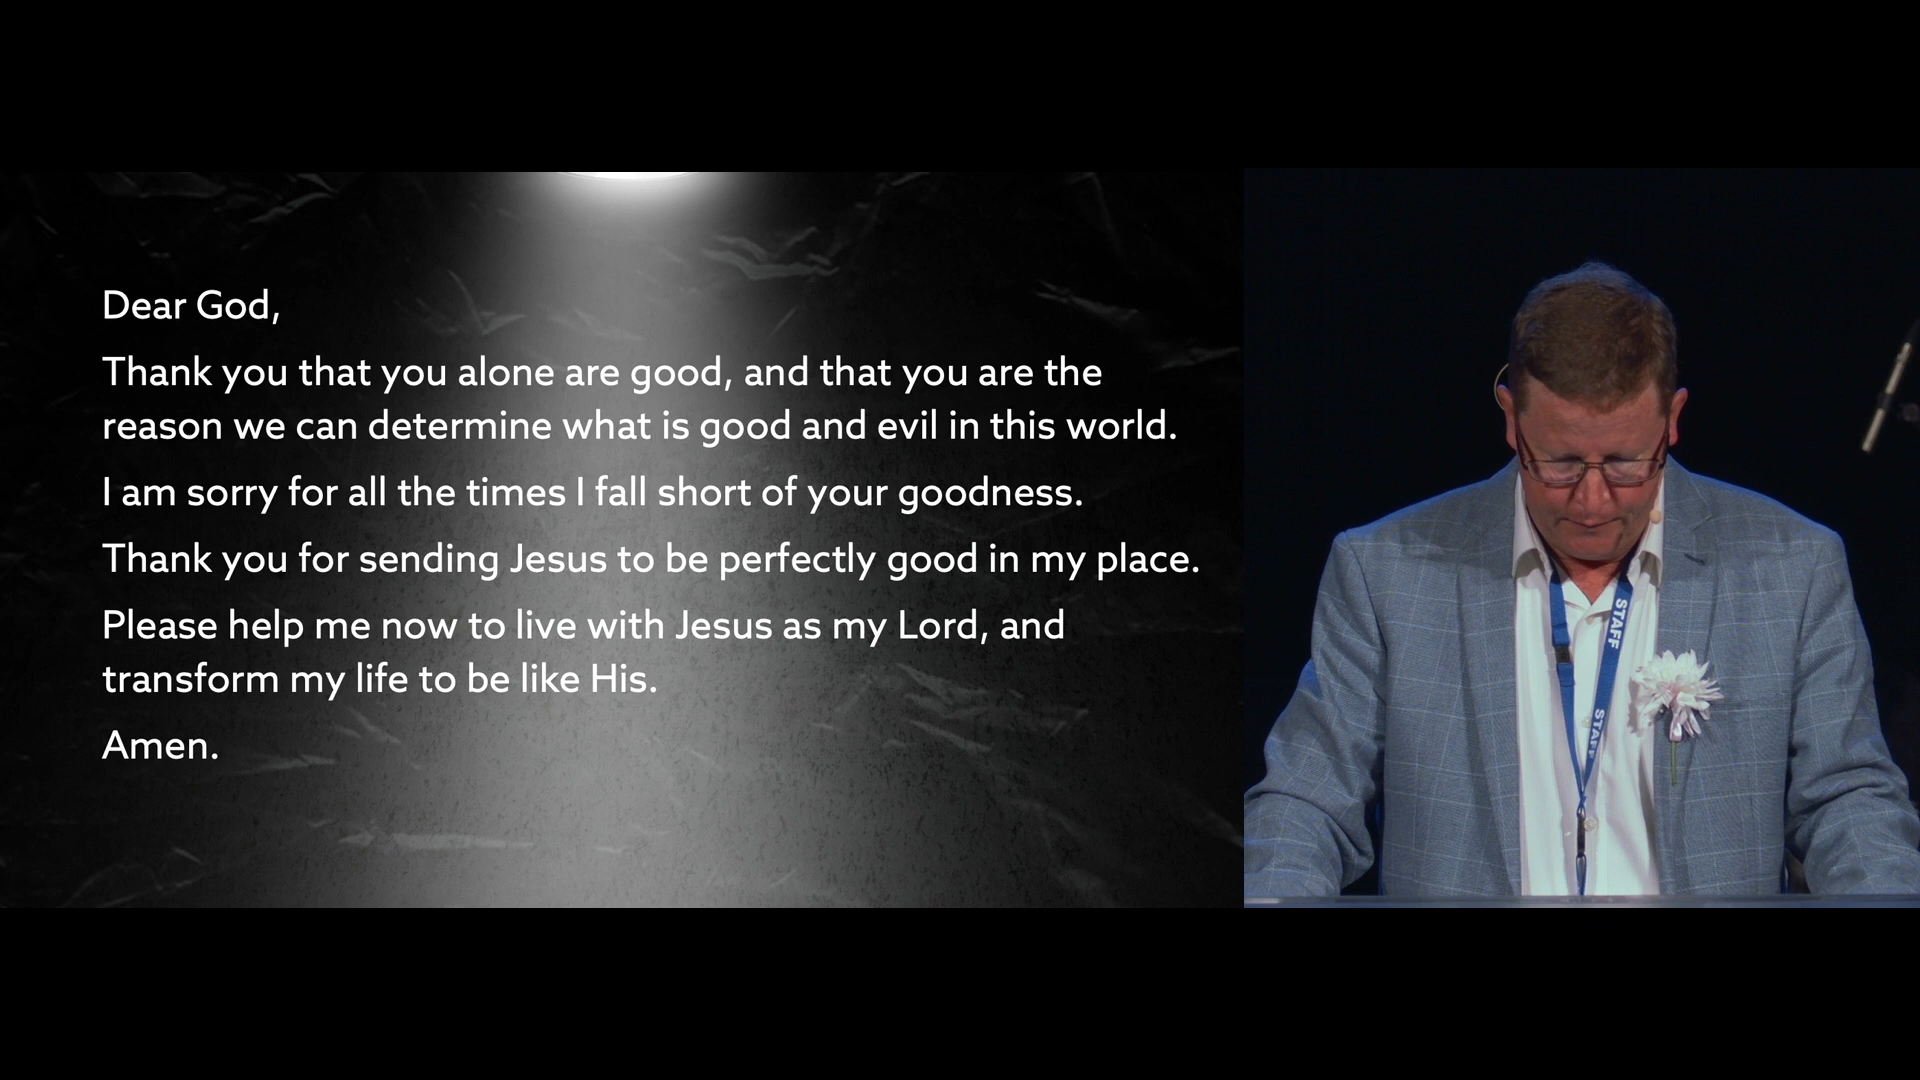 Dear God,
Thank you that you alone are good, and that you are the
reason we can determine what is good and evil in this world.
I am sorry for all the times I fall short of your goodness.
Thank you for sending Jesus to be perfectly good in my place.
Please help me now to live with Jesus as my Lord, and
transform my life to be like His.
Amen.
STAFF
STAFF